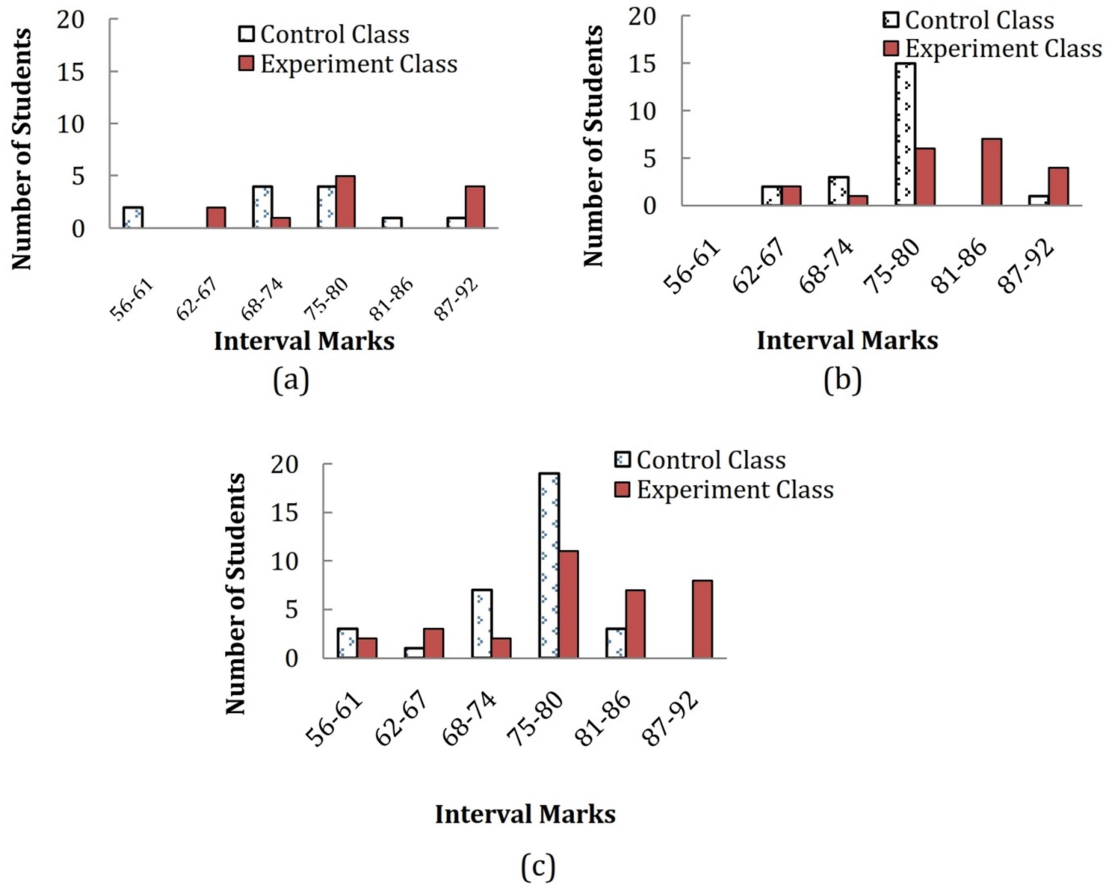 20
15
10
5
0
Number of Students
Control Class
Experiment Class
56-61
62-67
68-74
75-80
81-86
87-92
Interval Marks
(a)
20
15
10
5
0
Number of Students
Control Class
Experiment Class
56-61
62-67
68-74
75-80
81-86
87-92
Interval Marks
(b)
20
15
10
5
0
Number of Students
Control Class
Experiment Class
56-61
62-67
68-74
75-80
81-86
87-92
Interval Marks
(c)